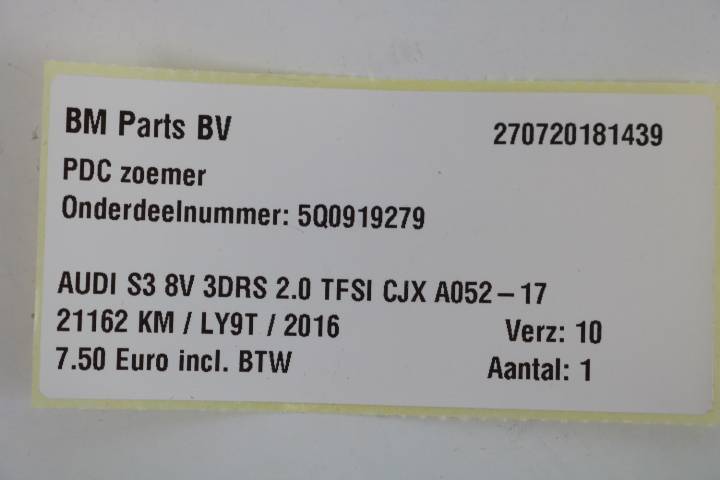 BM Parts BV 270720181439
PDC zoemer
Onderdeelnummer: 5Q0919279
AUDI S3 8V 3DRS 2.0 TFSI CJX A052-17
21162 KM / LY9T / 2016 Verz: 10
7.50 Euro incl. BTW Aantal: 1